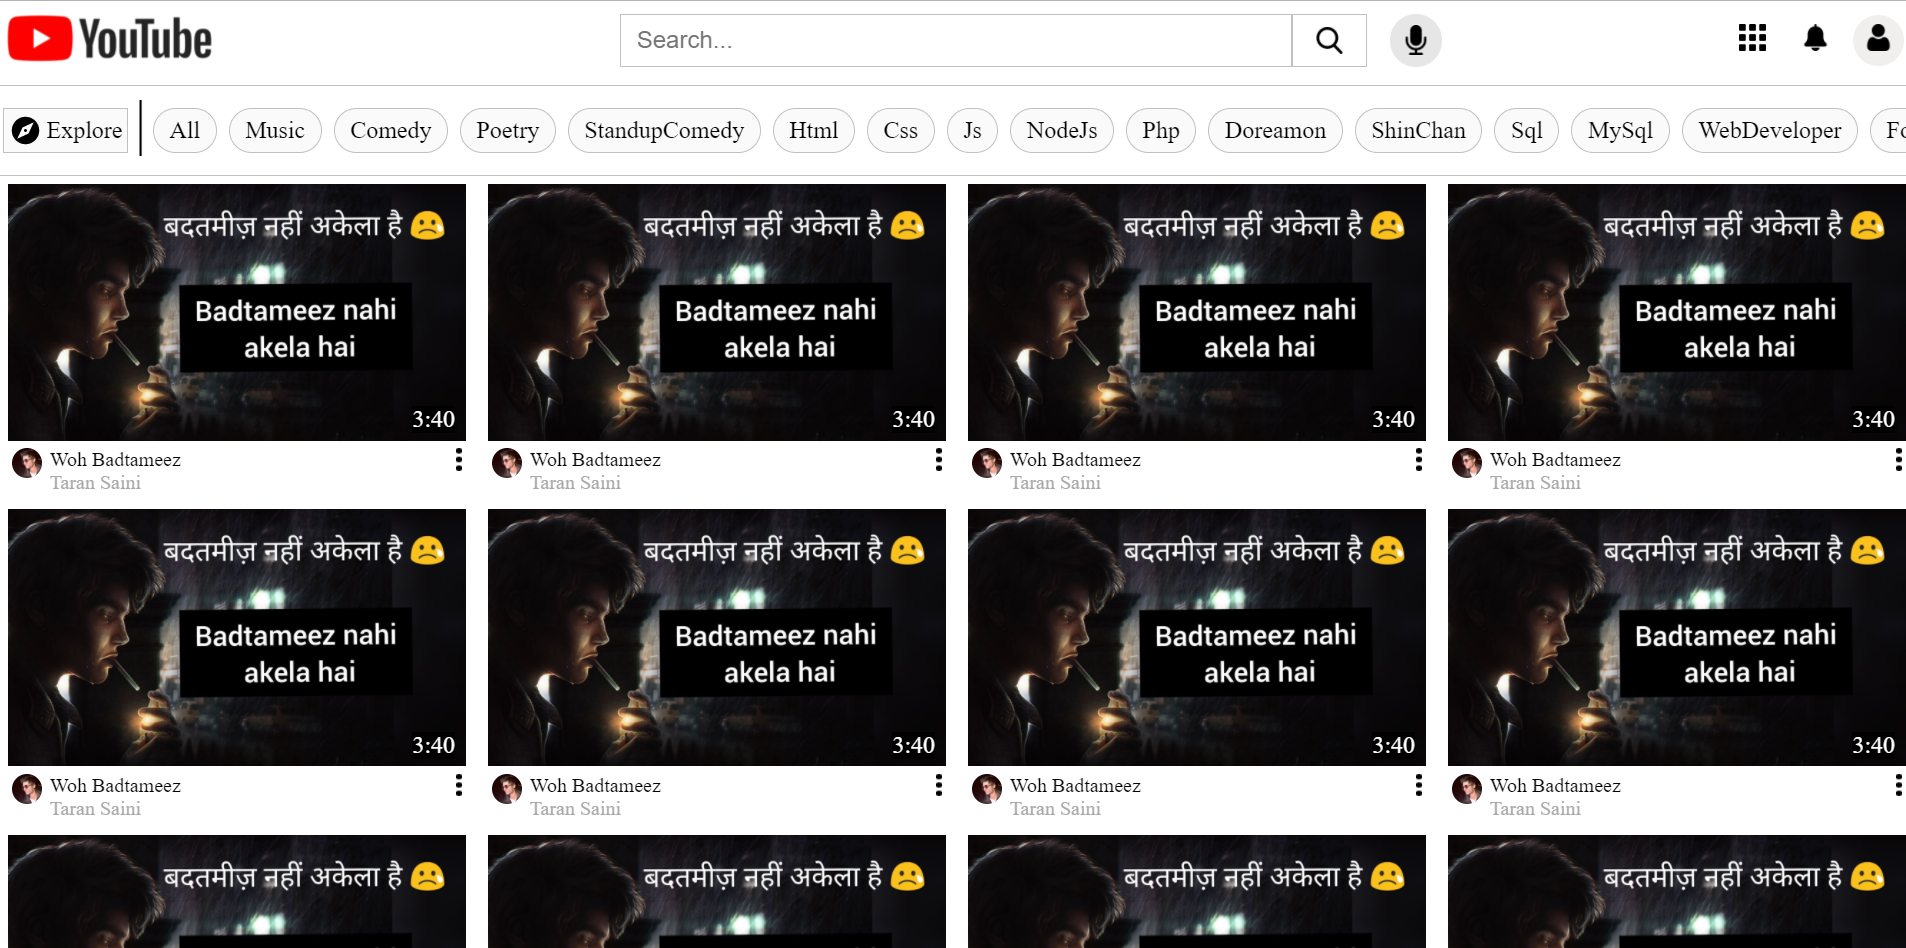 YouTube
Search...
Explore
All
Music
Comedy
Poetry
StandupComedy
Html
Css
Js
NodeJs
Php
Doreamon
ShinChan
Sql
MySql
WebDeveloper
बदतमीज़ नहीं अकेला है
Badtameez nahi
akela hai
3:40
Woh Badtameez
Taran Saini
बदतमीज़ नहीं अकेला है
Badtameez nahi
akela hai
3:40
Woh Badtameez
Taran Saini
बदतमीज़ नहीं अकेला है
Badtameez nahi
akela hai
3:40
Woh Badtameez
Taran Saini
बदतमीज़ नहीं अकेला है
Badtameez nahi
akela hai
3:40
Woh Badtameez
Taran Saini
बदतमीज़ नहीं अकेला है
Badtameez nahi
akela hai
3:40
Woh Badtameez
Taran Saini
बदतमीज़ नहीं अकेला है
Badtameez nahi
akela hai
3:40
Woh Badtameez
Taran Saini
बदतमीज़ नहीं अकेला है
Badtameez nahi
akela hai
3:40
Woh Badtameez
Taran Saini
बदतमीज़ नहीं अकेला है
Badtameez nahi
akela hai
3:40
Woh Badtameez
Taran Saini
बदतमीज़ नहीं अकेला है
बदतमीज़ नहीं अकेला है
बदतमीज़ नहीं अकेला है
बदतमीज़ नहीं अकेला है